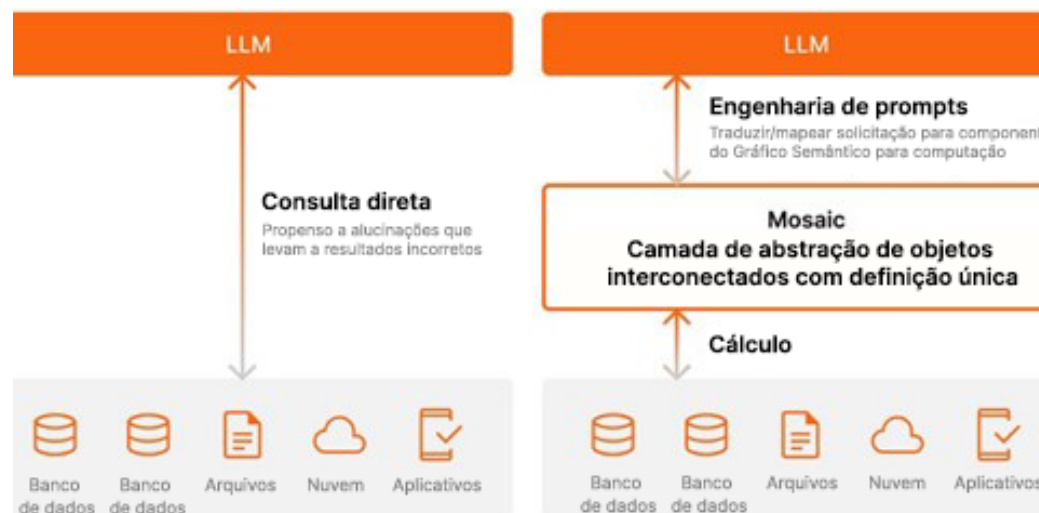 LLM
Consulta direta
Propenso a alucinações que
levam a resultados incorretos
Banco
de dados
Banco
de dados
Arquivos
Nuvem
Aplicativos
LLM
Engenharia de prompts
Traduzir/mapear solicitação para component
do Gráfico Semântico para computação
Mosaic
Camada de abstração de objetos
interconectados com definição única
Cálculo
Banco
de dados
Banco
de dados
Arquivos
Nuvem
Aplicativos